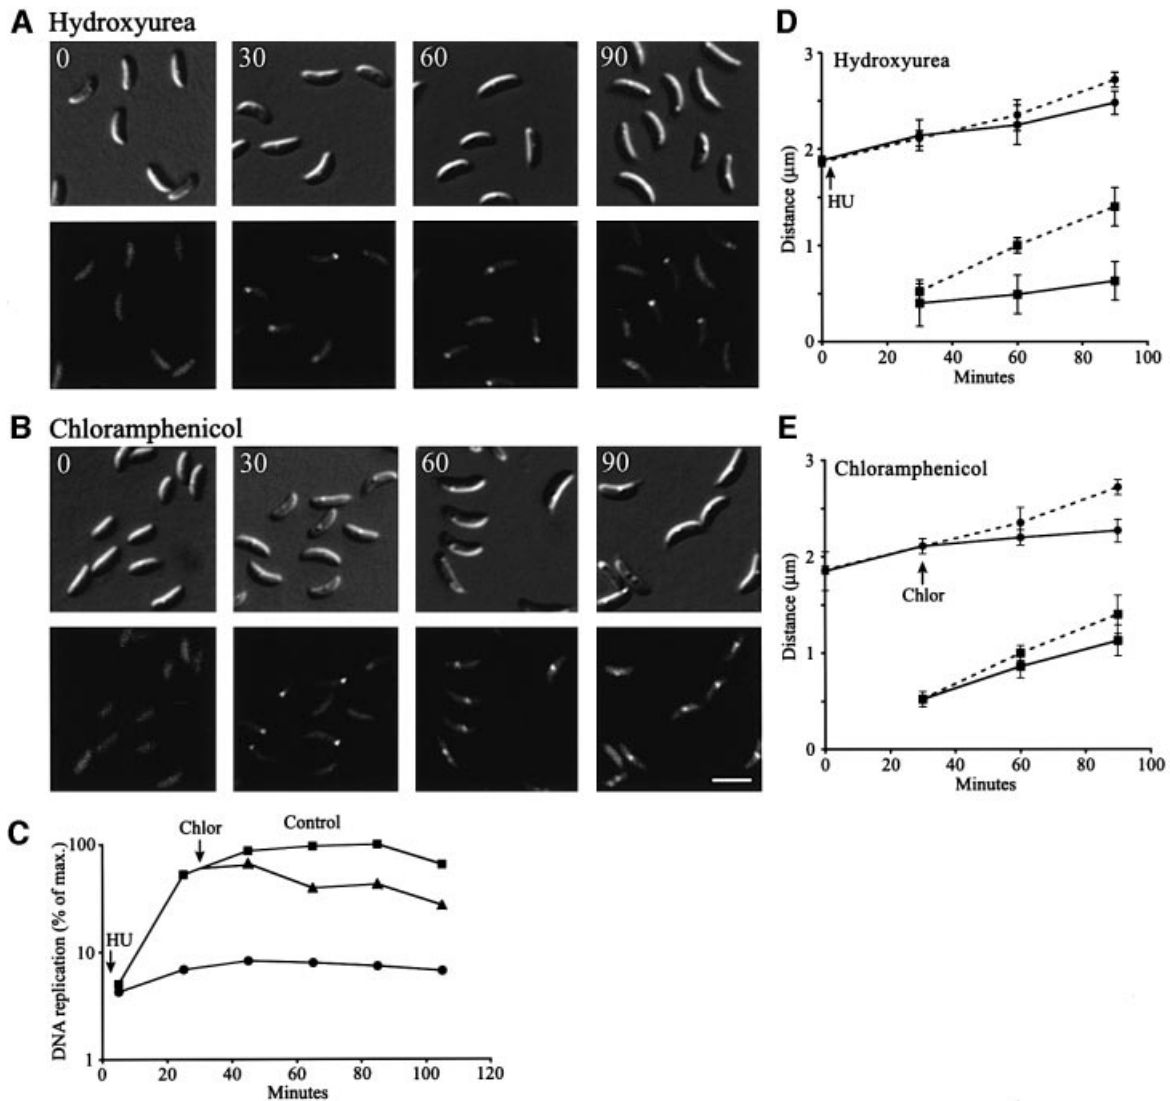 A Hydroxyurea
0 30 60 90
B Chloramphenicol
0 30 60 90
C
Chlor
Control
HU
DNA replication (% of max.)
100
10
1
0 20 40 60 80 100 120
Minutes
D
Hydroxyurea
HU
Distance (μm)
3
2
1
0
0 20 40 60 80 100
Minutes
E
Chloramphenicol
Chlor
Distance (μm)
3
2
1
0
0 20 40 60 80 100
Minutes